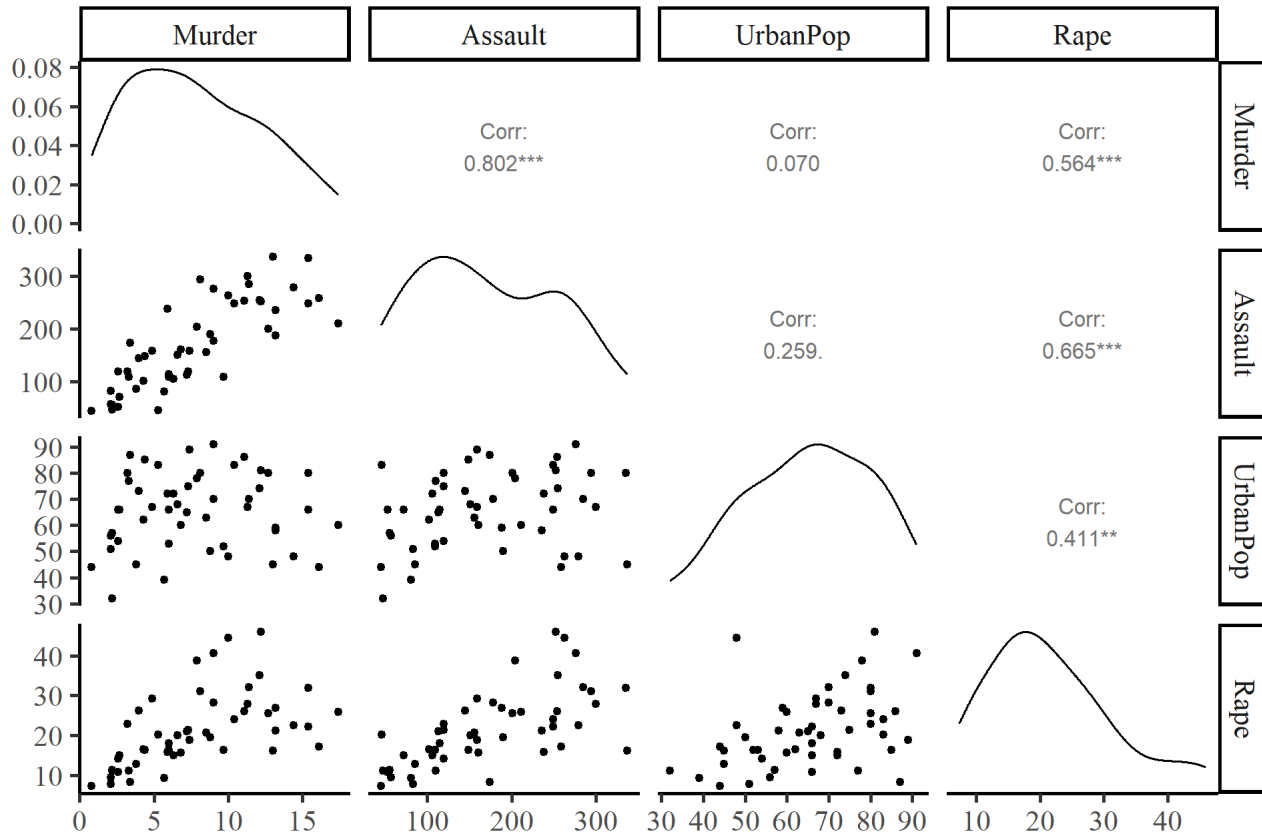 Murder Assault UrbanPop Rape
0.08
0.06
0.04
0.02
0.00
Corr:
0.802***
Corr:
0.070
Corr:
0.564***
Murder
300
200
100
Corr:
0.259.
Corr:
0.665***
Assault
90
80
70
60
50
40
30
Corr:
0.411**
UrbanPop
40
30
20
10
Rape
0 5 10 15 100 200 300 30 40 50 60 70 80 90 10 20 30 40